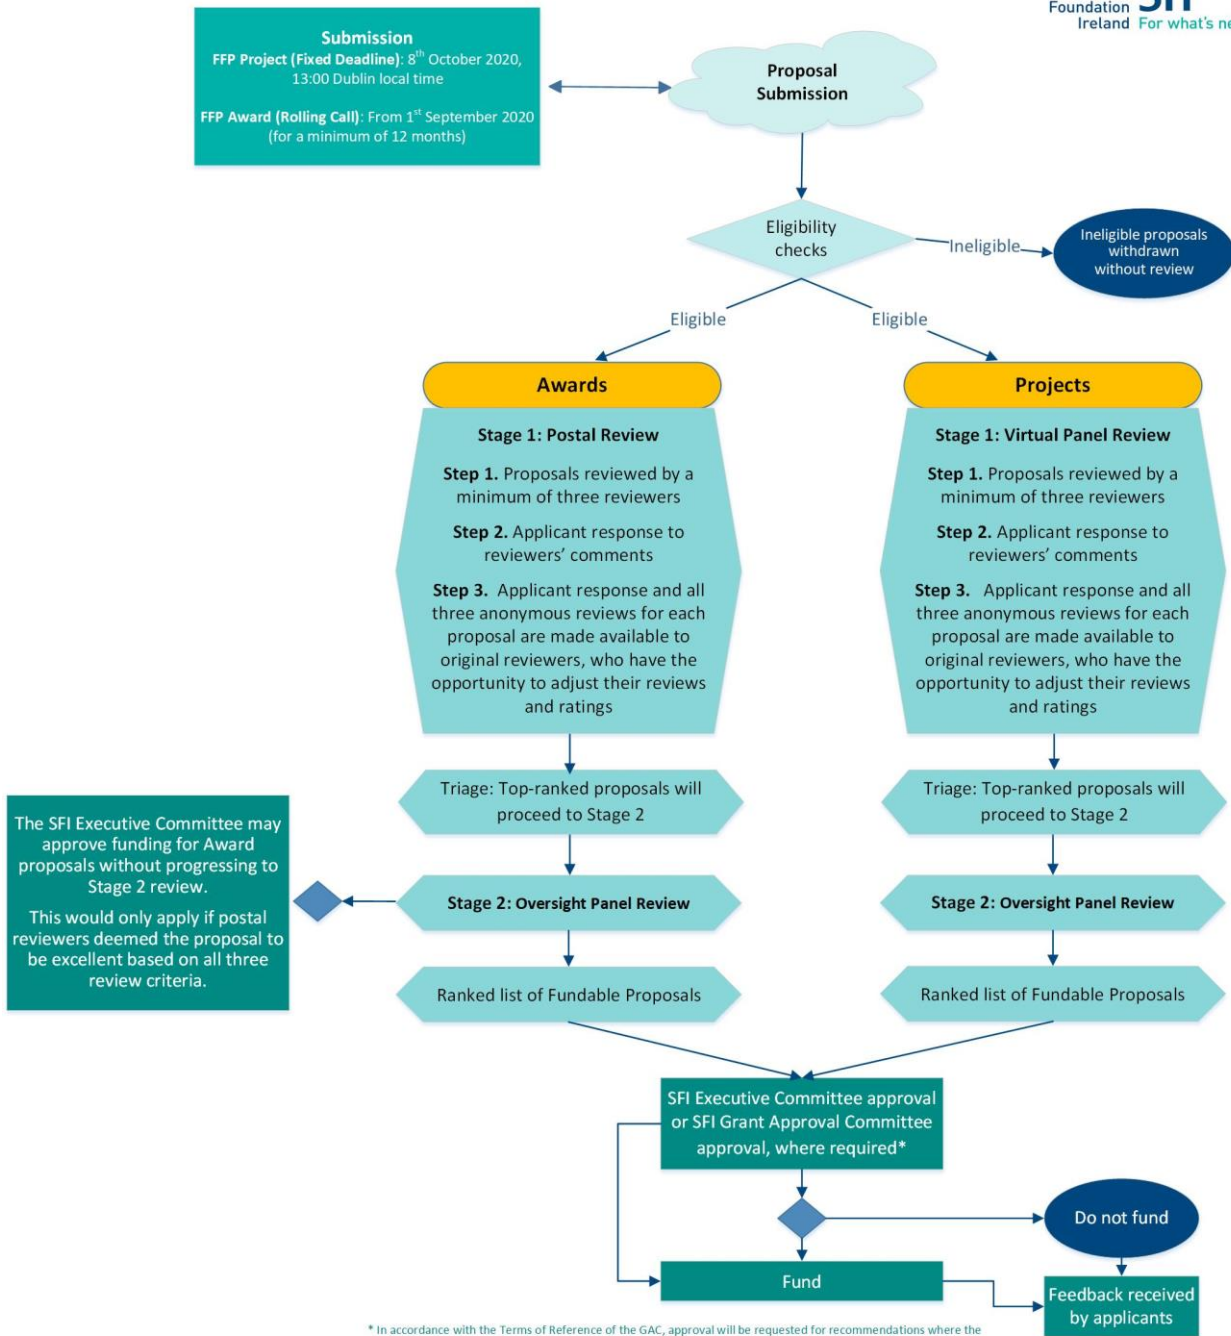 Foundation
Ireland
For what's ne
Submission
FFP Project (Fixed Deadline): 8th October 2020,
13:00 Dublin local time
FFP Award (Rolling Call): From 1st September 2020
(for a minimum of 12 months)
Proposal
Submission
Eligibility
checks
Ineligible
Ineligible proposals
withdrawn
without review
Eligible
Eligible
Awards
Stage 1: Postal Review
Step 1. Proposals reviewed by a
minimum of three reviewers
Step 2. Applicant response to
reviewers’ comments
Step 3. Applicant response and all
three anonymous reviews for each
proposal are made available to
original reviewers, who have the
opportunity to adjust their reviews
and ratings
Projects
Stage 1: Virtual Panel Review
Step 1. Proposals reviewed by a
minimum of three reviewers
Step 2. Applicant response to
reviewers’ comments
Step 3. Applicant response and all
three anonymous reviews for each
proposal are made available to
original reviewers, who have the
opportunity to adjust their reviews
and ratings
Triage: Top-ranked proposals will
proceed to Stage 2
Triage: Top-ranked proposals will
proceed to Stage 2
The SFI Executive Committee may
approve funding for Award
proposals without progressing to
Stage 2 review.
This would only apply if postal
reviewers deemed the proposal to
be excellent based on all three
review criteria.
Stage 2: Oversight Panel Review
Stage 2: Oversight Panel Review
Ranked list of Fundable Proposals
Ranked list of Fundable Proposals
SFI Executive Committee approval
or SFI Grant Approval Committee
approval, where required*
Do not fund
Fund
Feedback received
by applicants
* In accordance with the Terms of Reference of the GAC, approval will be requested for recommendations where the